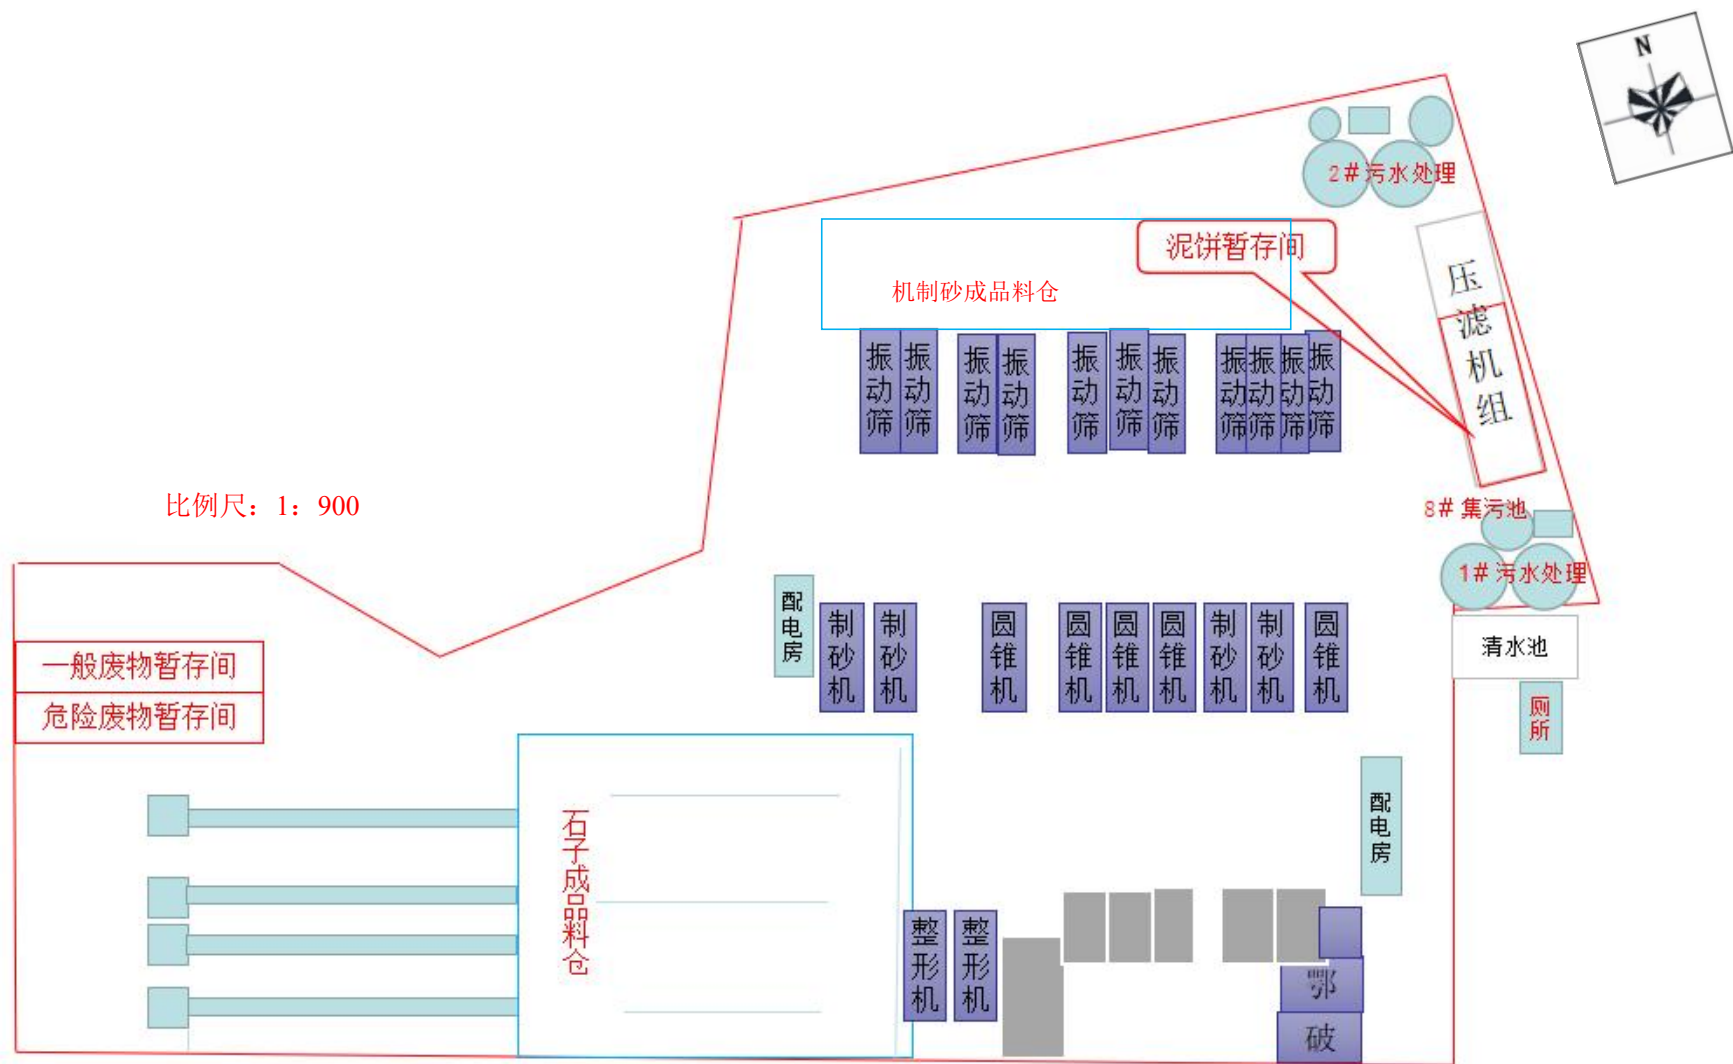 N
2#污水处理
泥饼暂存间
机制砂成品料仓
压滤机组
振动筛
振动筛
振动筛
振动筛
振动筛
振动筛
振动筛
振动筛
振动筛
振动筛
振动筛
比例尺：1：900
8#集污池
1#污水处理
配电房
制砂机
制砂机
圆锥机
圆锥机
圆锥机
圆锥机
制砂机
制砂机
圆锥机
清水池
一般废物暂存间
危险废物暂存间
厕所
配电房
石子成品料仓
整形机
整形机
鄂
破